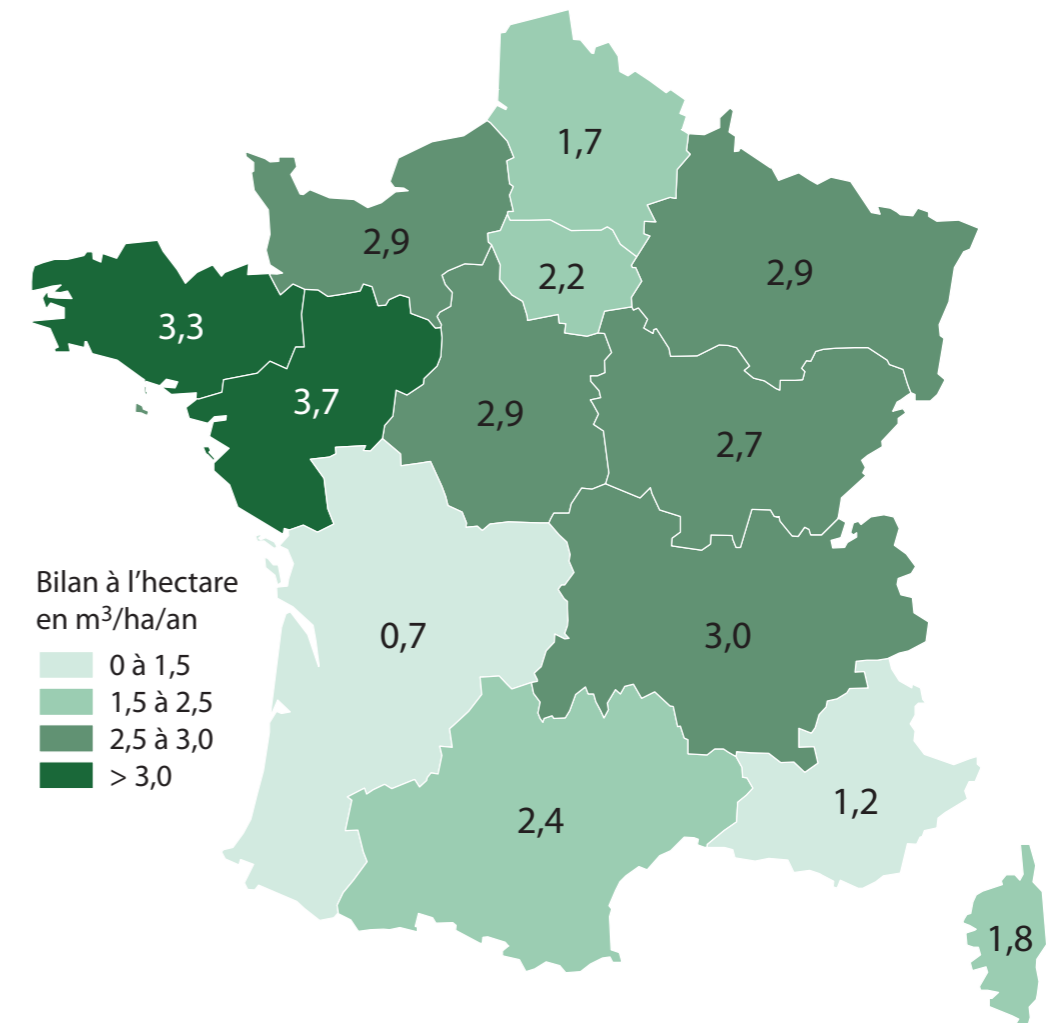 1,7
2,9
2,2
2,9
3,3
3,7
2,9
2,7
Bilan à l’hectare
en m³/ha/an
0 à 1,5
1,5 à 2,5
2,5 à 3,0
> 3,0
0,7
3,0
2,4
1,2
1,8